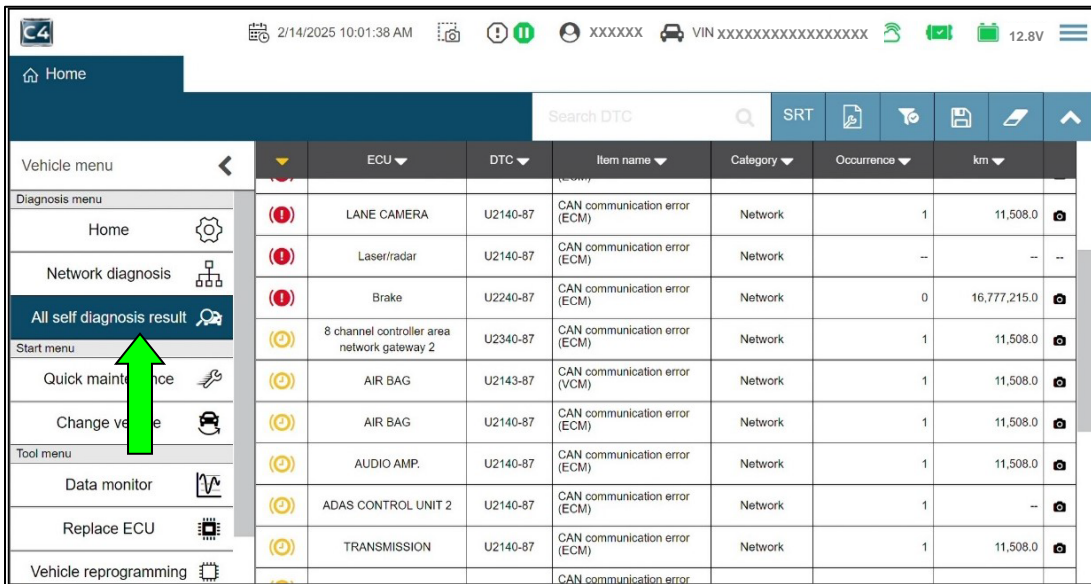 C4
2/14/2025 10:01:38 AM XXXXXX VIN XXXXXXXXXXXXXXXXX 12.8V
Home
Search DTC SRT
Vehicle menu
ECU DTC Item name Category Occurrence km
Diagnosis menu
Home
Network diagnosis
All self diagnosis result
Start menu
Quick
Change
Tool menu
Data monitor
Replace ECU
Vehicle reprogramming
(ECM)
LANE CAMERA U2140-87 CAN communication error Network 1 11,508.0
(ECM)
Laser/radar U2140-87 CAN communication error Network -- -- --
(ECM)
Brake U2240-87 CAN communication error Network 0 16,777,215.0
(ECM)
8 channel controller area U2340-87 CAN communication error Network 1 11,508.0
network gateway 2 (ECM)
AIR BAG U2143-87 CAN communication error Network 1 11,508.0
(VCM)
AIR BAG U2140-87 CAN communication error Network 1 11,508.0
(ECM)
AUDIO AMP. U2140-87 CAN communication error Network 1 11,508.0
(ECM)
ADAS CONTROL UNIT 2 U2140-87 CAN communication error Network 1 --
(ECM)
TRANSMISSION U2140-87 CAN communication error Network 1 11,508.0
(ECM)
CAN communication error